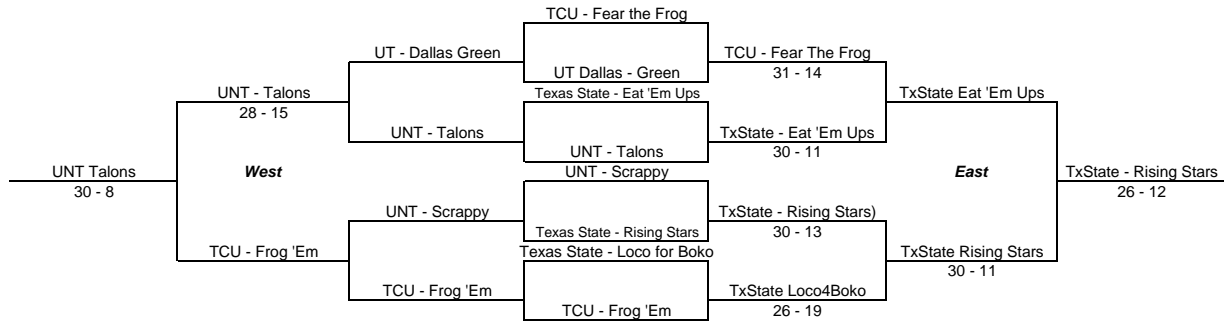 TCU - Fear the Frog
UT - Dallas Green
TCU - Fear The Frog
UT Dallas - Green
31 - 14
UNT - Talons
Texas State - Eat 'Em Ups
TxState Eat 'Em Ups
28 - 15
UNT - Talons
TxState - Eat 'Em Ups
UNT - Talons
30 - 11
UNT Talons
West
UNT - Scrappy
East
TxState - Rising Stars
30 - 8
26 - 12
UNT - Scrappy
TxState - Rising Stars)
Texas State - Rising Stars
30 - 13
TCU - Frog 'Em
Texas State - Loco for Boko
TxState Rising Stars
30 - 11
TCU - Frog 'Em
TxState Loco4Boko
TCU - Frog 'Em
26 - 19